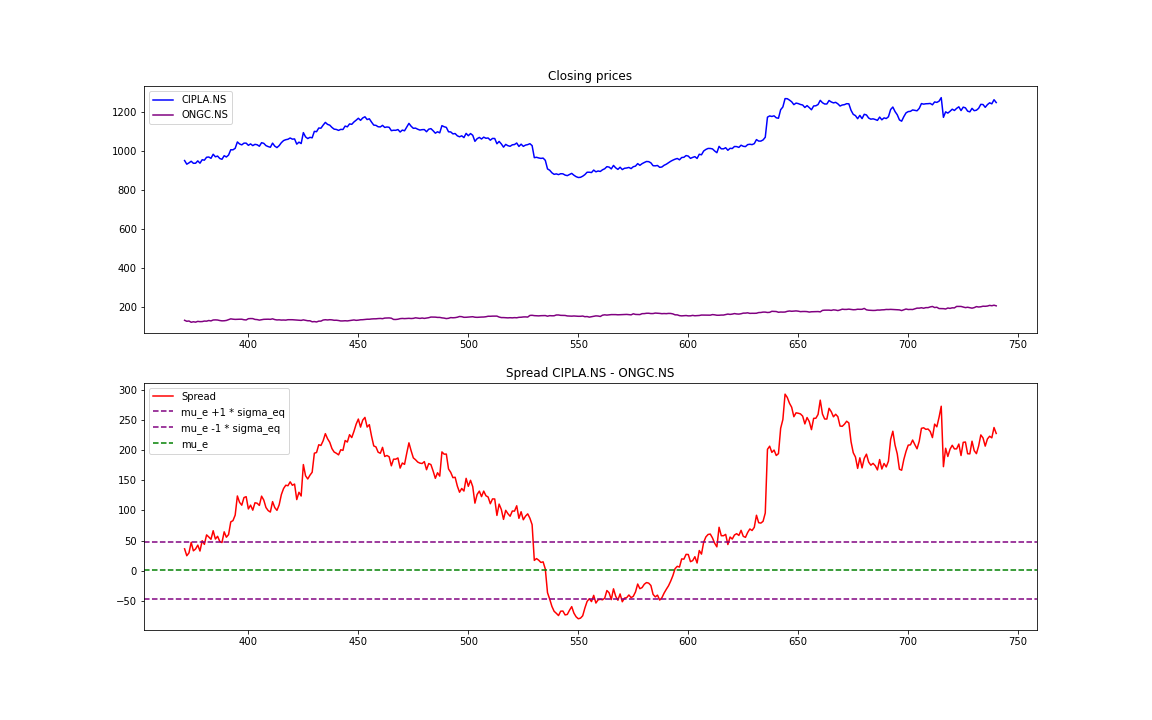 Closing prices
CIPLA.NS
ONGC.NS
1200
1000
800
600
400
200
400 450 500 550 600 650 700 750
Spread CIPLA.NS - ONGC.NS
Spread
mu_e +1 * sigma_eq
mu_e -1 * sigma_eq
mu_e
300
250
200
150
100
50
0
−50
400 450 500 550 600 650 700 750